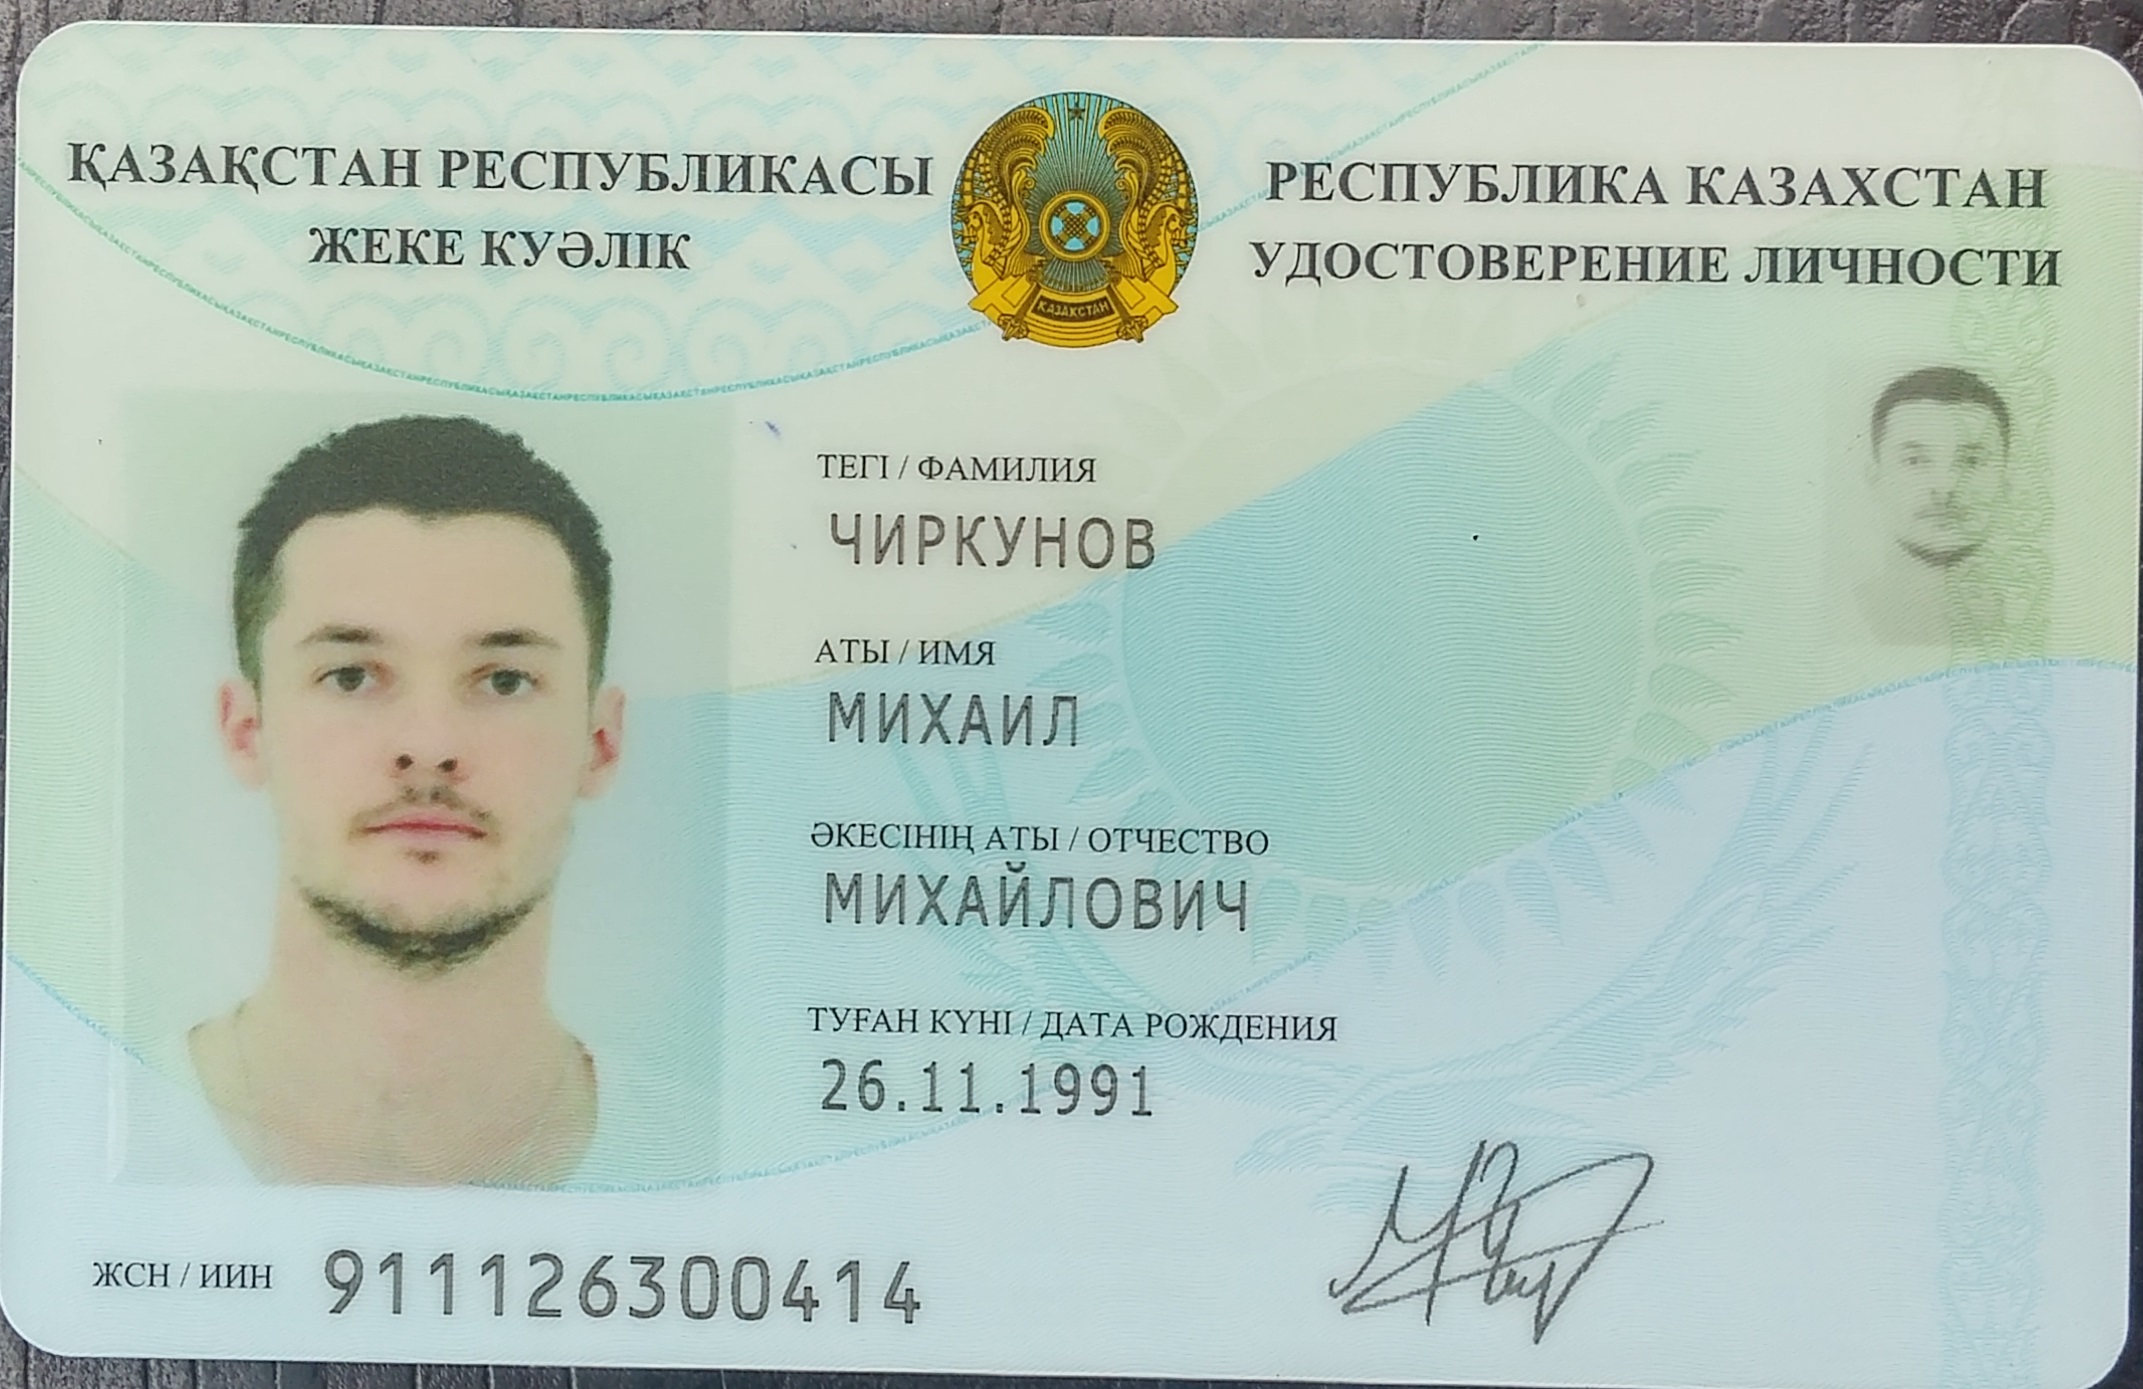 ҚАЗАҚСТАН РЕСПУБЛИКАСЫ
ЖЕКЕ КУӘЛІК
ҚАЗАҚСТАН
РЕСПУБЛИКА КАЗАХСТАН
УДОСТОВЕРЕНИЕ ЛИЧНОСТИ
ТЕГІ / ФАМИЛИЯ
ЧИРКУНОВ
АТЫ / ИМЯ
МИХАИЛ
ӘКЕСІНІҢ АТЫ / ОТЧЕСТВО
МИХАЙЛОВИЧ
ТУҒАН КҮНІ / ДАТА РОЖДЕНИЯ
26.11.1991
ЖСН / ИИН 911126300414